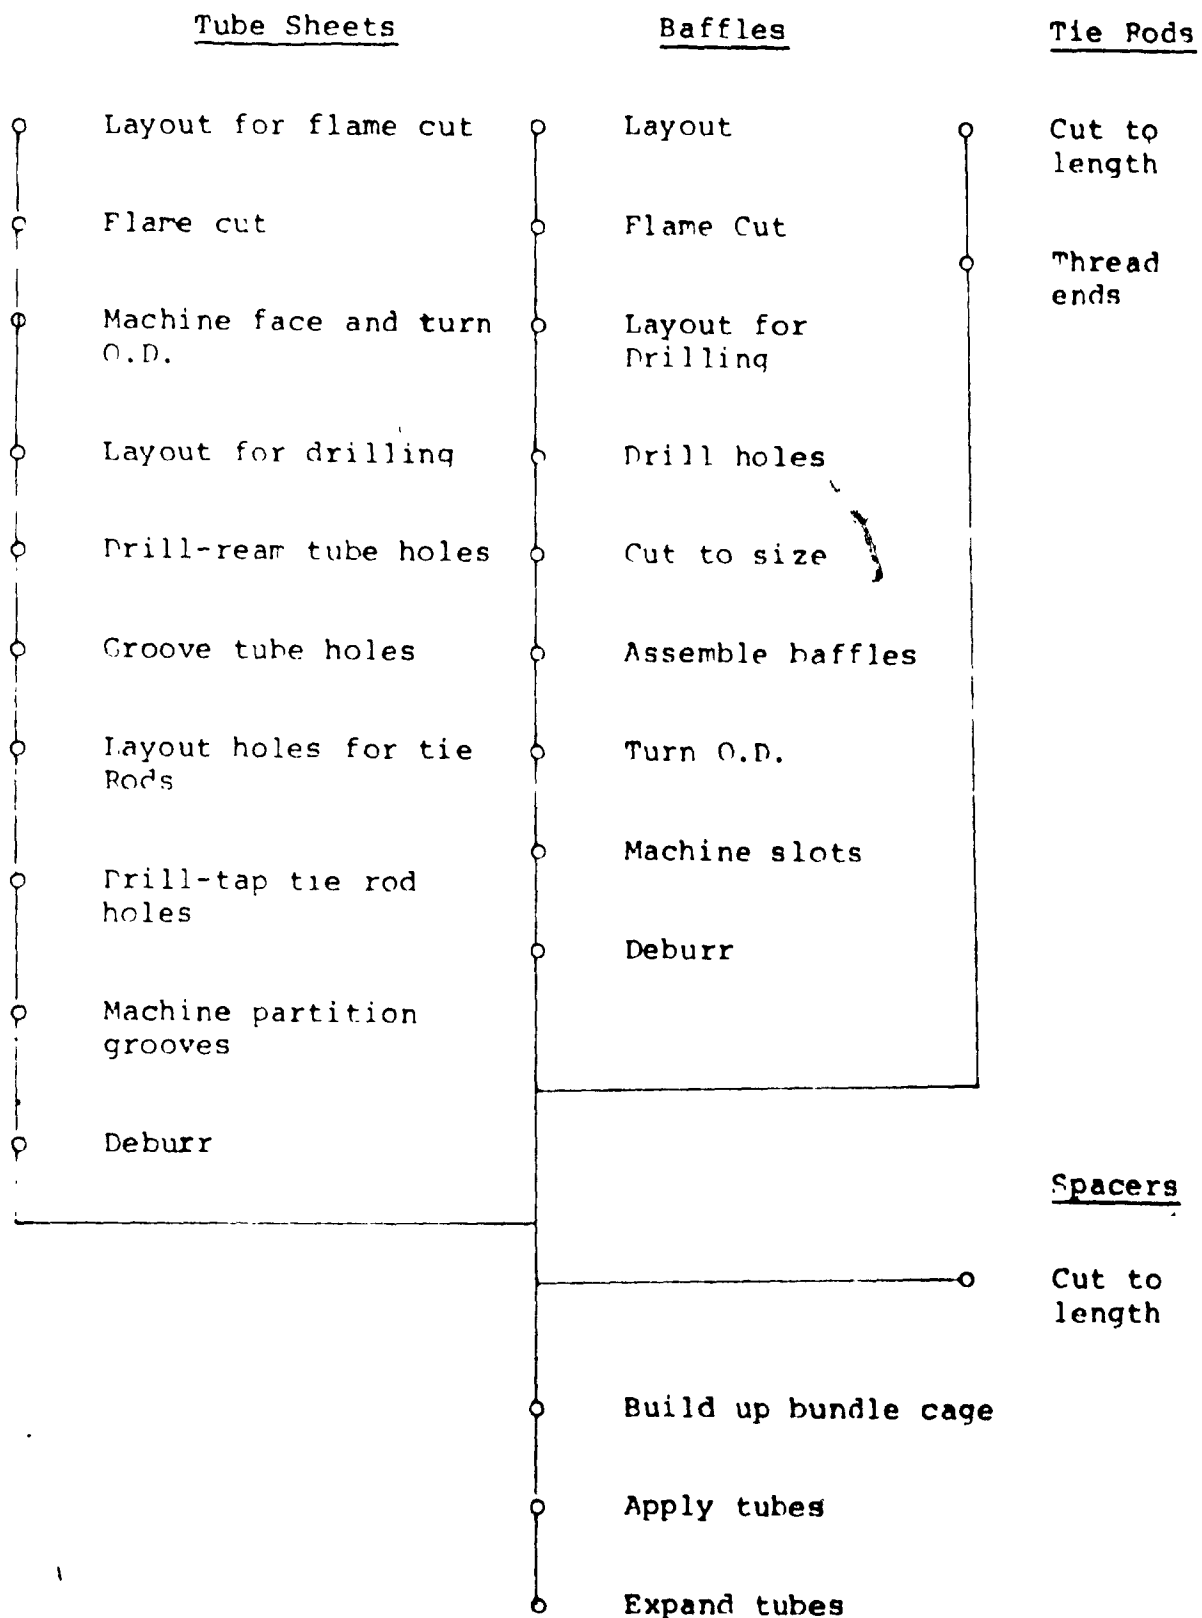 Tube Sheets
Layout for flame cut
Flame cut
Machine face and turn
O.D.
Layout for drilling
Drill-ream tube holes
Groove tube holes
Layout holes for tie
Rods
Drill-tap tie rod
holes
Machine partition
grooves
Deburr
Baffles
Layout
Flame Cut
Layout for
Drilling
Drill holes
Cut to size
Assemble baffles
Turn O.D.
Machine slots
Deburr
Tie Rods
Cut to
length
Thread
ends
Spacers
Cut to
length
Build up bundle cage
Apply tubes
Expand tubes